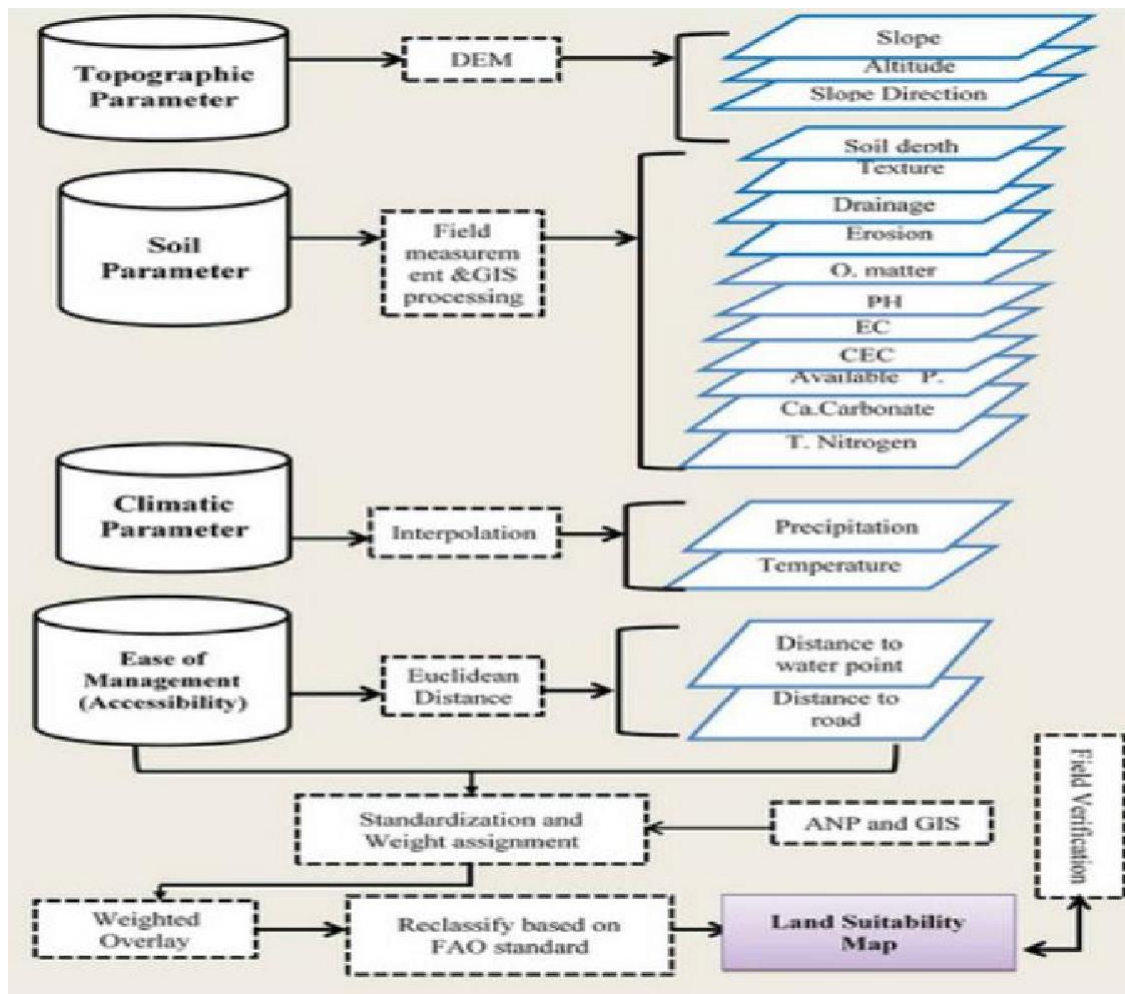 Topographic
Parameter
DEM
Slope
Altitude
Slope Direction
Soil
Parameter
Field
measurem
ent &GIS
processing
Soil depth
Texture
Drainage
Erosion
O. matter
PH
EC
CEC
Available P.
Ca.Carbonate
T. Nitrogen
Climatic
Parameter
Interpolation
Precipitation
Temperature
Ease of
Management
(Accessibility)
Euclidean
Distance
Distance to
water point
Distance to
road
Standardization and
Weight assignment
ANP and GIS
Field Verification
Weighted
Overlay
Reclassify based on
FAO standard
Land Suitability
Map